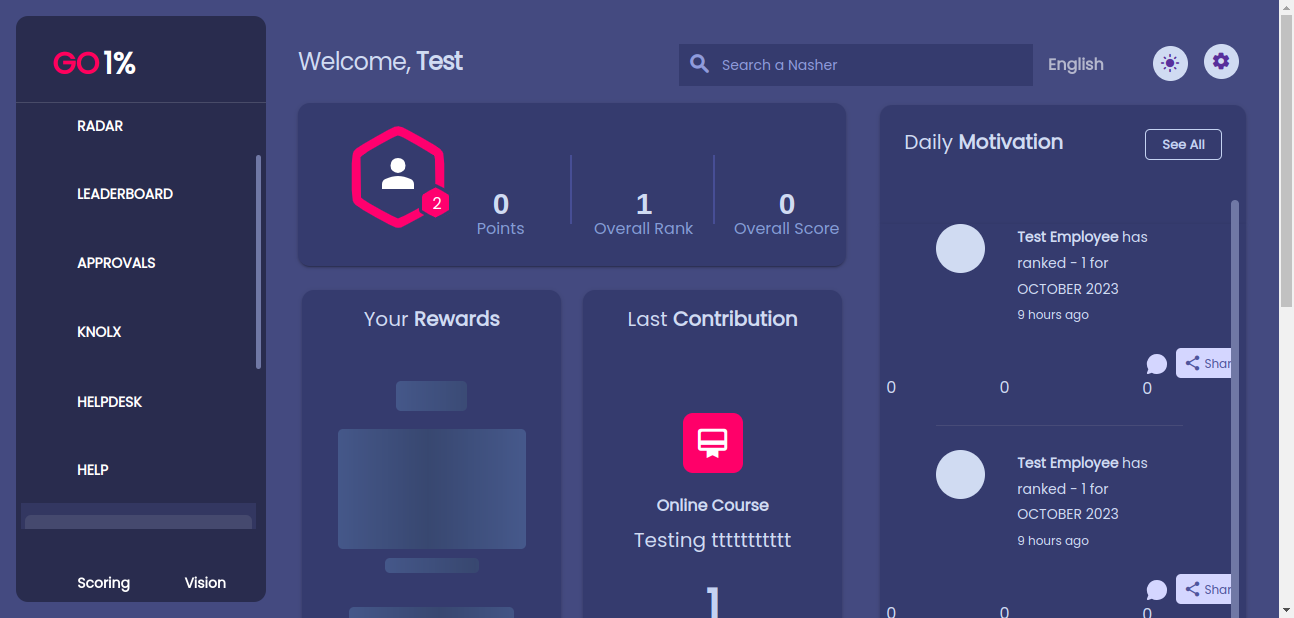 GO1%
RADAR
LEADERBOARD
APPROVALS
KNOLX
HELPDESK
HELP
Scoring Vision
Welcome, Test
Search a Nasher
English
2
0
Points
1
Overall Rank
0
Overall Score
Your Rewards
Last Contribution
Online Course
Testing ttttttttttt
1
Daily Motivation
See All
Test Employee has
ranked - 1 for
OCTOBER 2023
9 hours ago
Shar
0 0 0
Test Employee has
ranked - 1 for
OCTOBER 2023
9 hours ago
Shar
0 0 0